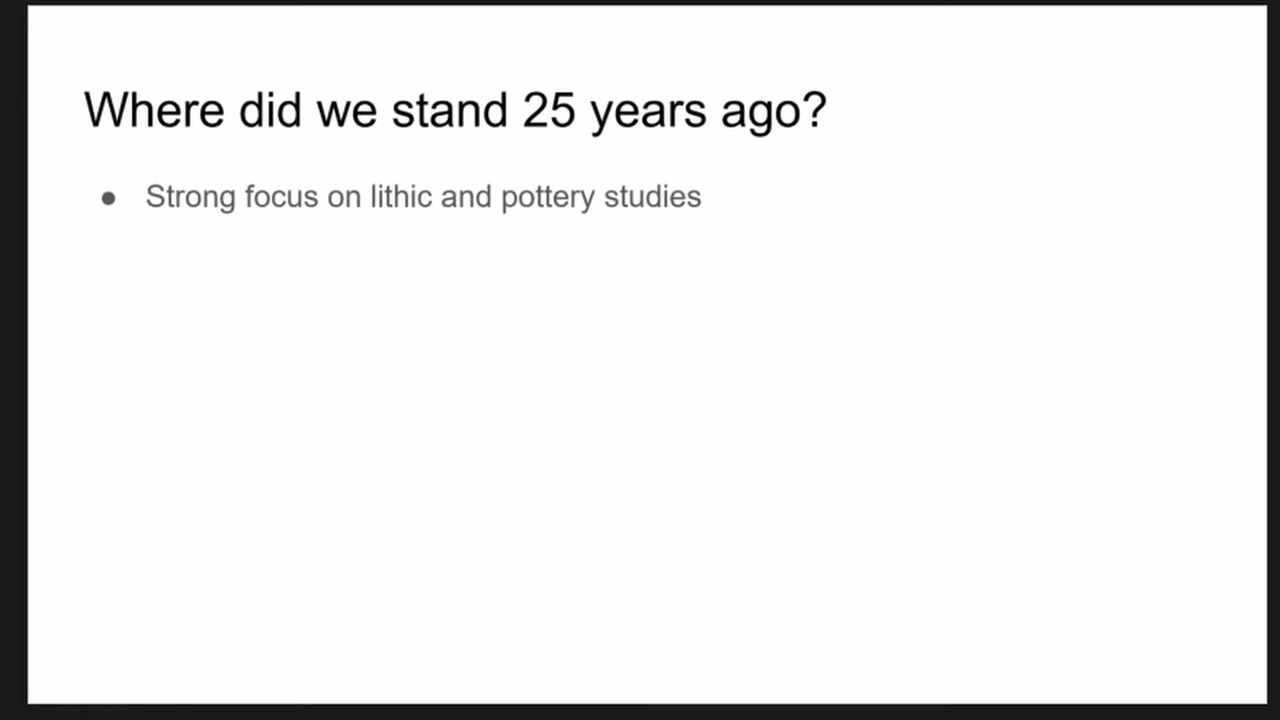 Where did we stand 25 years ago?
● Strong focus on lithic and pottery studies